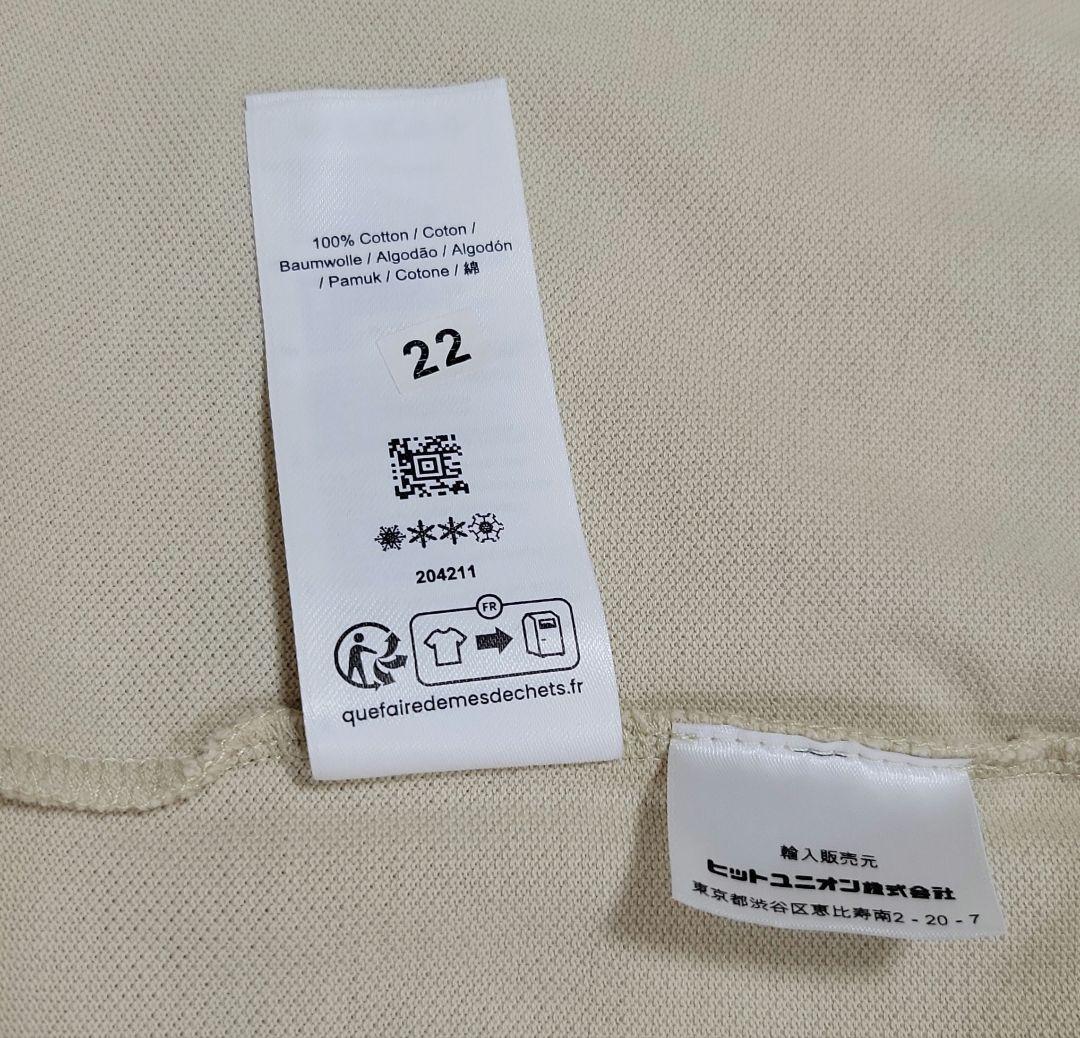 100% Cotton / Coton /
Baumwolle / Algodão / Algodón
/ Pamuk / Cotone / 綿
22
204211
FR
quefairedemesdechets.fr
輸入販売元
ヒットユニオン株式会社
東京都渋谷区恵比寿南2-20-7